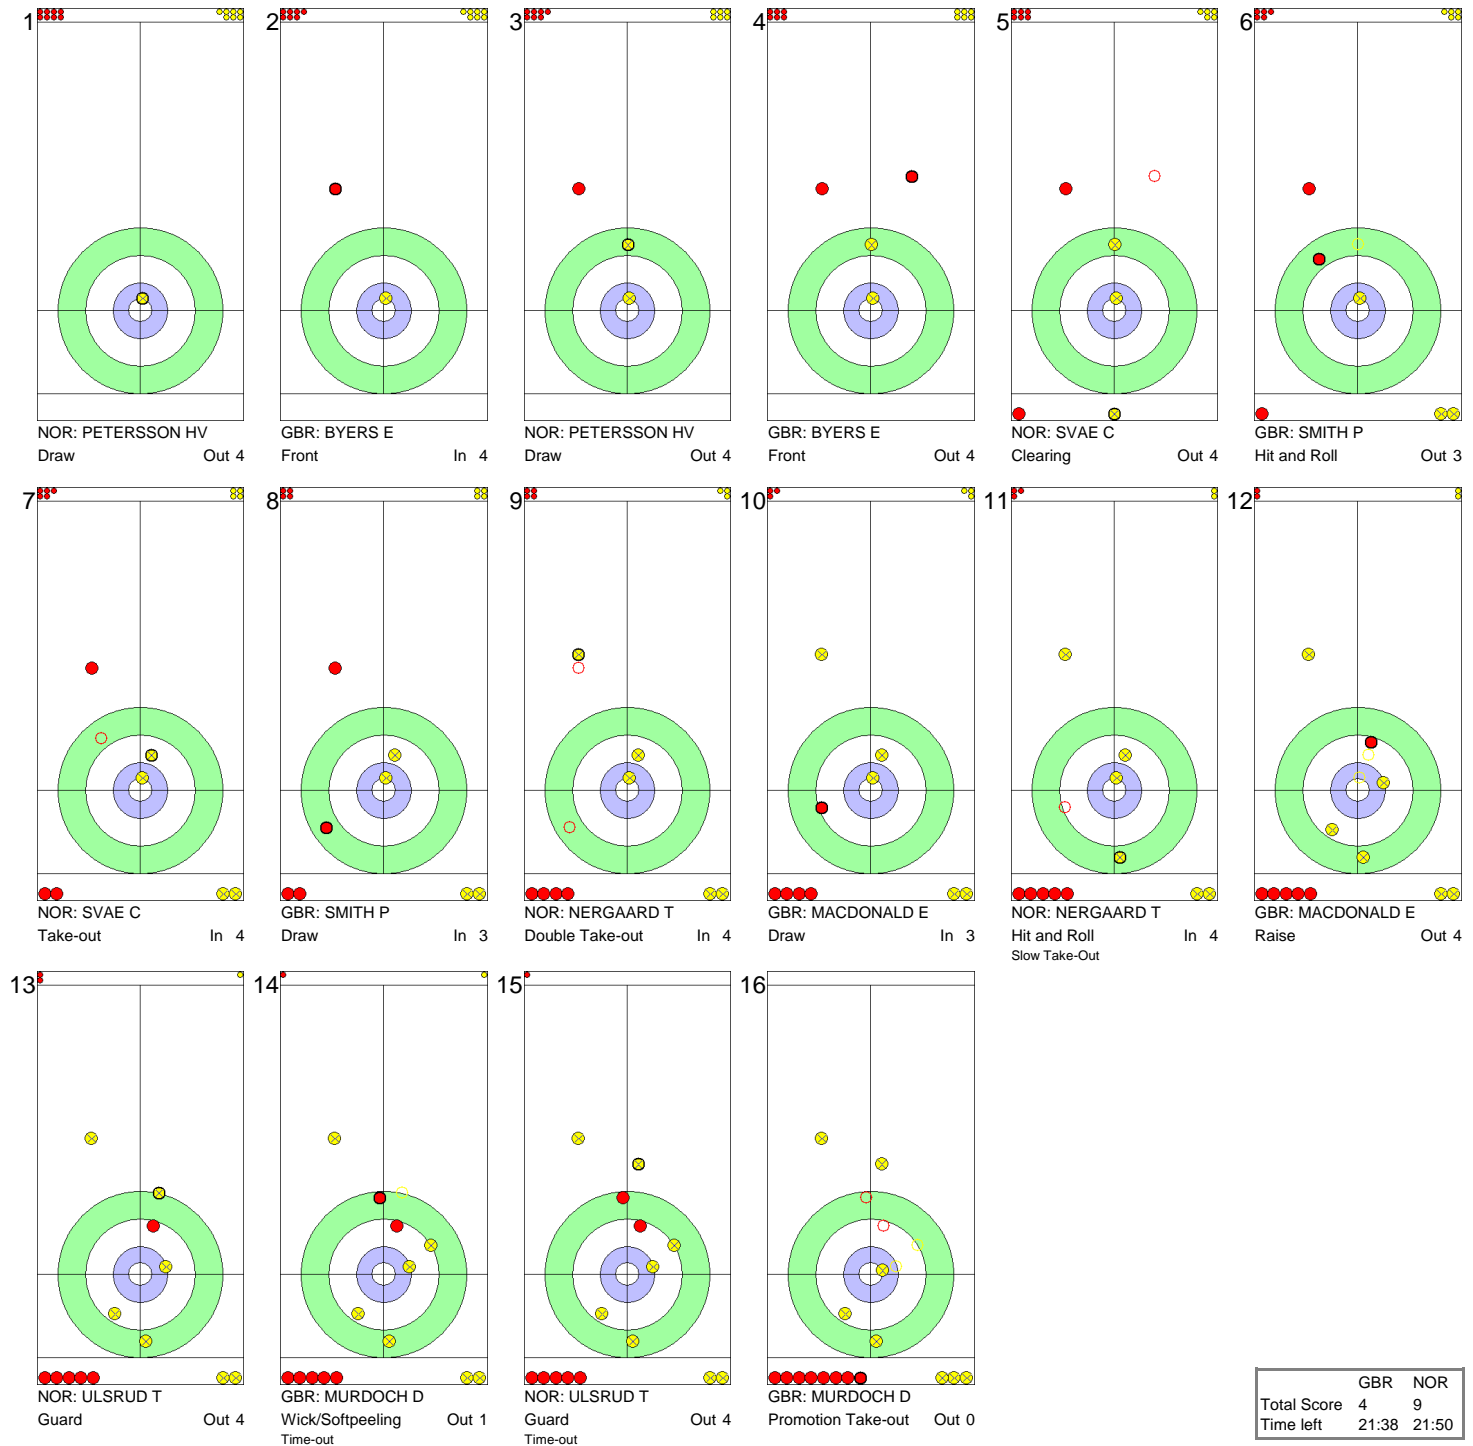 1
2
3
4
5
6
NOR: PETERSSON HV
Draw Out 4
GBR: BYERS E
Front In 4
NOR: PETERSSON HV
Draw Out 4
GBR: BYERS E
Front Out 4
NOR: SVAE C
Clearing Out 4
GBR: SMITH P
Hit and Roll Out 3
7
8
9
10
11
12
NOR: SVAE C
Take-out In 4
GBR: SMITH P
Draw In 3
NOR: NERGAARD T
Double Take-out In 4
GBR: MACDONALD E
Draw In 3
NOR: NERGAARD T
Hit and Roll In 4
Slow Take-Out
GBR: MACDONALD E
Raise Out 4
13
14
15
16
NOR: ULSRUD T
Guard Out 4
GBR: MURDOCH D
Wick/Softpeeling Out 1
Time-out
NOR: ULSRUD T
Guard Out 4
Time-out
GBR: MURDOCH D
Promotion Take-out Out 0
GBR NOR
Total Score 4 9
Time left 21:38 21:50